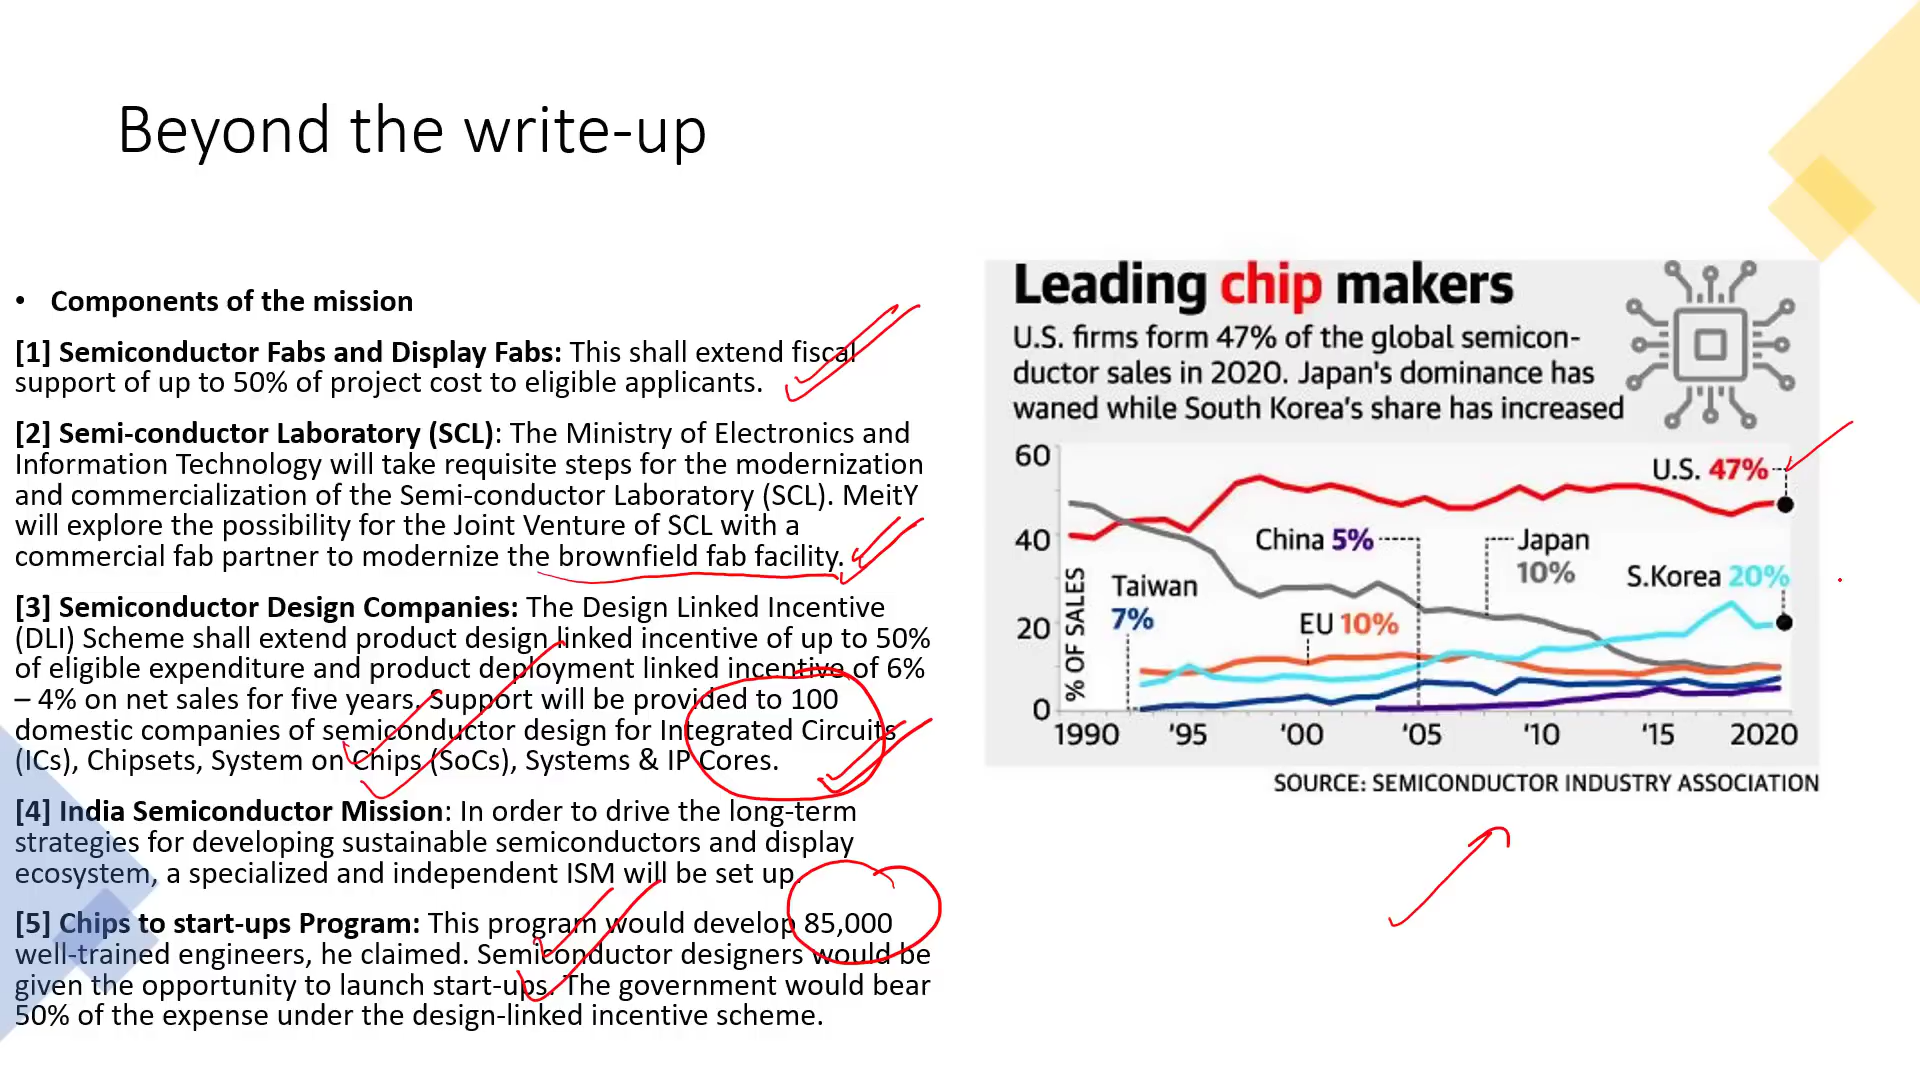 Beyond the write-up
• Components of the mission
[1] Semiconductor Fabs and Display Fabs: This shall extend fiscal
support of up to 50% of project cost to eligible applicants.
[2] Semi-conductor Laboratory (SCL): The Ministry of Electronics and
Information Technology will take requisite steps for the modernization
and commercialization of the Semi-conductor Laboratory (SCL). MeitY
will explore the possibility for the Joint Venture of SCL with a
commercial fab partner to modernize the brownfield fab facility.
[3] Semiconductor Design Companies: The Design Linked Incentive
(DLI) Scheme shall extend product design linked incentive of up to 50%
of eligible expenditure and product deployment linked incentive of 6%
– 4% on net sales for five years. Support will be provided to 100
domestic companies of semiconductor design for Integrated Circuits
(ICs), Chipsets, System on Chips (SoCs), Systems & IP Cores.
[4] India Semiconductor Mission: In order to drive the long-term
strategies for developing sustainable semiconductors and display
ecosystem, a specialized and independent ISM will be set up.
[5] Chips to start-ups Program: This program would develop 85,000
well-trained engineers, he claimed. Semiconductor designers would be
given the opportunity to launch start-ups. The government would bear
50% of the expense under the design-linked incentive scheme.
Leading chip makers
U.S. firms form 47% of the global semicon-
ductor sales in 2020. Japan's dominance has
waned while South Korea's share has increased
60
40
20
0
% OF SALES
U.S. 47%
China 5%
Japan
10%
S.Korea 20%
Taiwan
7%
EU 10%
1990 '95 '00 '05 '10 '15 2020
SOURCE: SEMICONDUCTOR INDUSTRY ASSOCIATION